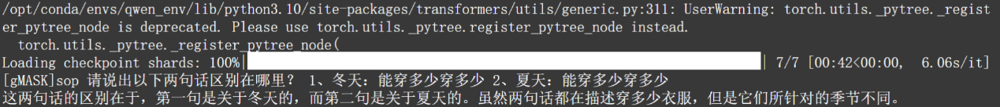 /opt/conda/envs/qwen_env/lib/python3.10/site-packages/transformers/utils/generic.py:311: UserWarning: torch.utils._pytree._regist
er_pytree_node is deprecated. Please use torch.utils._pytree.register_pytree_node instead.
  torch.utils._pytree._register_pytree_node(
Loading checkpoint shards: 100%| | 7/7 [00:42<00:00,  6.06s/it]
[gMASK]sop 请说出以下两句话区别在哪里? 1、冬天：能穿多少穿多少 2、夏天：能穿多少穿多少
这两句话的区别在于，第一句是关于冬天的，而第二句是关于夏天的。虽然两句话都在描述穿多少衣服，但是它们所针对的季节不同。